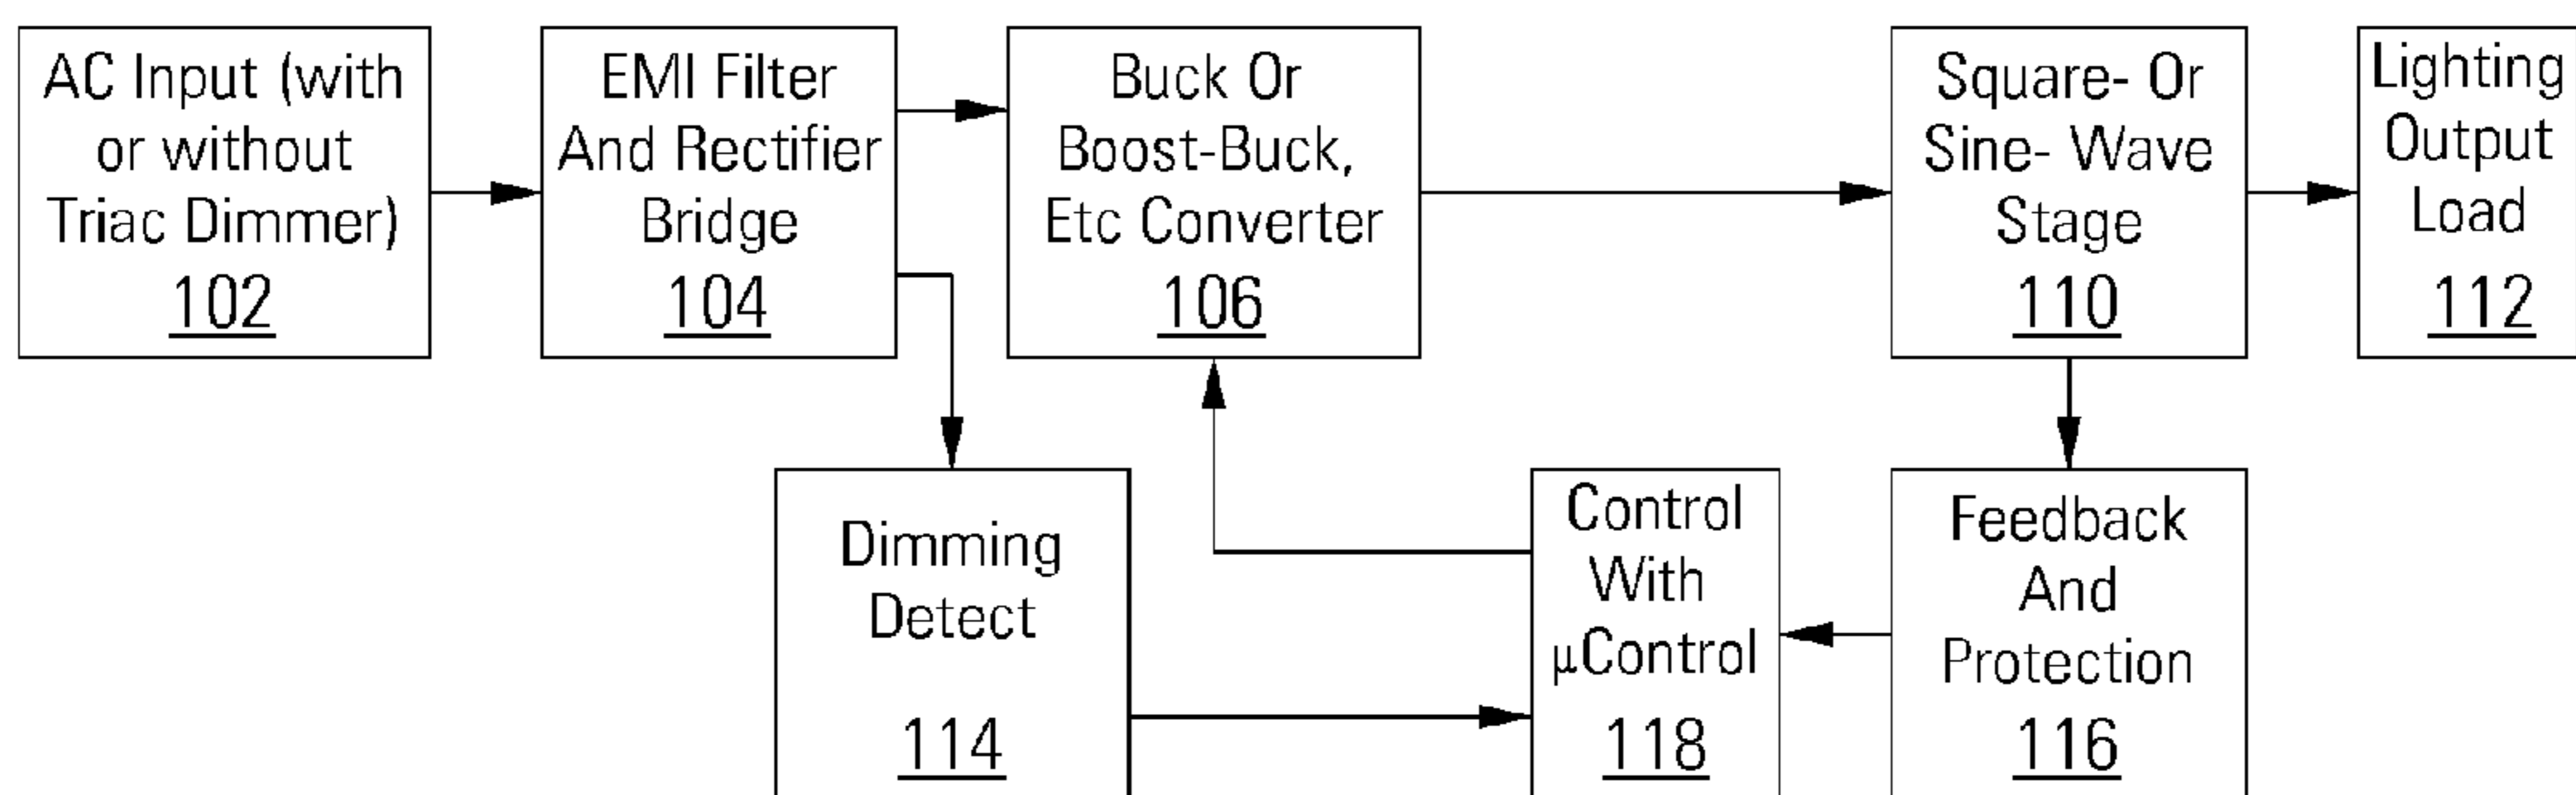 AC Input (with
or without
Triac Dimmer)
102
EMI Filter
And Rectifier
Bridge
104
Buck Or
Boost-Buck,
Etc Converter
106
Square- Or
Sine- Wave
Stage
110
Lighting
Output
Load
112
Dimming
Detect
114
Control
With
μControl
118
Feedback
And
Protection
116